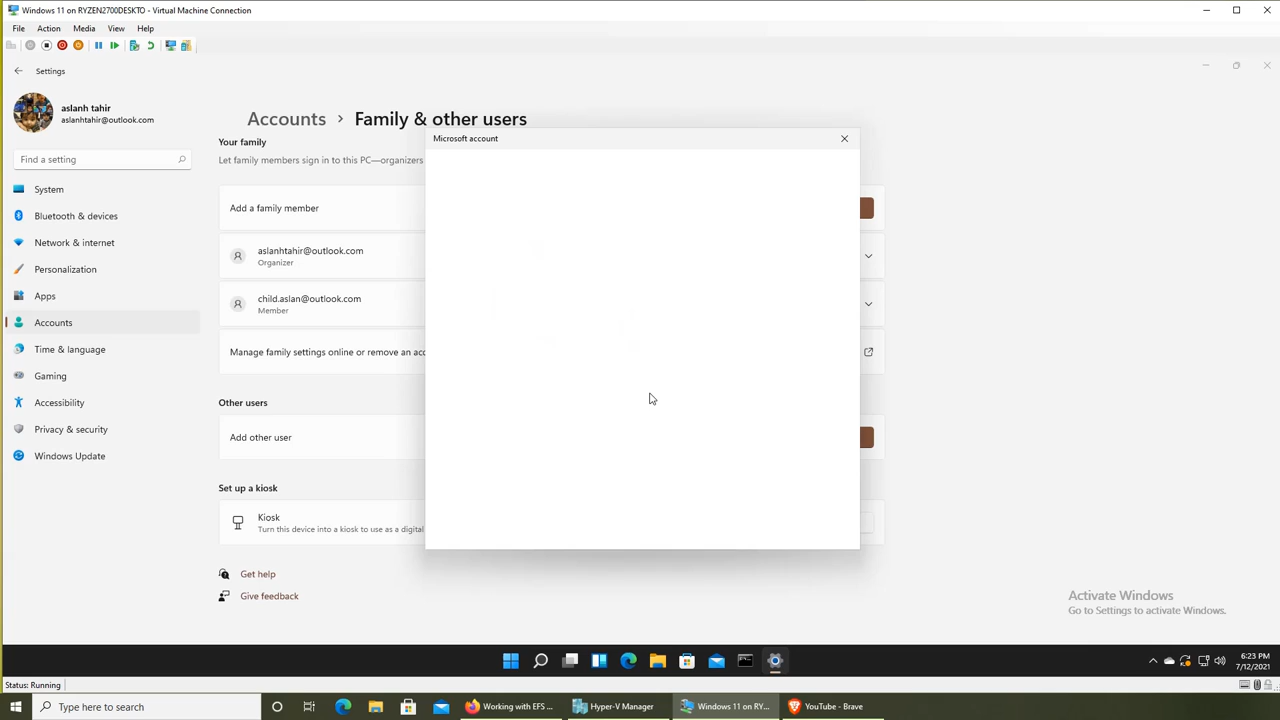 Windows 11 on RYZEN2700DESKTO - Virtual Machine Connection
File Action Media View Help
Settings
aslanh tahir
aslanhtahir@outlook.com
Accounts > Family & other users
Microsoft account
Your family
Let family members sign in to this PC—organizers
Find a setting
Add a family member
System
Bluetooth & devices
Network & internet
Personalization
Apps
Accounts
Time & language
Gaming
Accessibility
Privacy & security
Windows Update
aslanhtahir@outlook.com
Organizer
child.aslan@outlook.com
Member
Manage family settings online or remove an acc
Other users
Add other user
Set up a kiosk
Kiosk
Turn this device into a kiosk to use as a digital
Get help
Give feedback
Activate Windows
Go to Settings to activate Windows.
6:23 PM
7/12/2021
Status: Running
Type here to search
Working with EFS ...
Hyper-V Manager
Windows 11 on RY...
YouTube - Brave